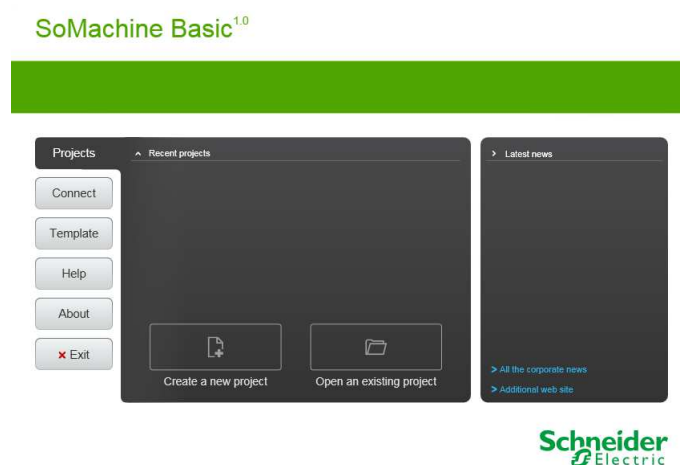 SoMachine Basic1.0
Projects
Recent projects
Latest news
Connect
Template
Help
About
Exit
Create a new project
Open an existing project
All the corporate news
Additional web site
Schneider
Electric